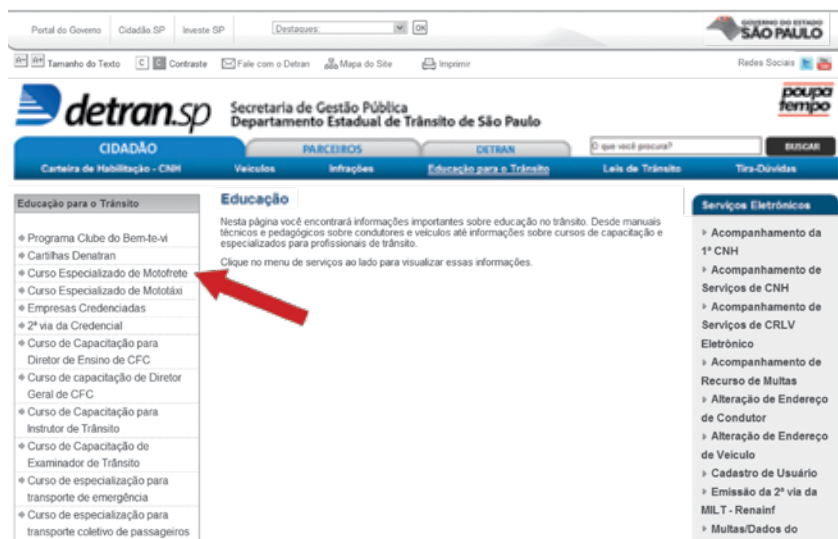 Portal do Governo Cidadão.SP Investe SP Destaques: OK
GOVERNO DO ESTADO
SÃO PAULO
A- A+ Tamanho do Texto C C Contraste Fale com o Detran Mapa do Site Imprimir Redes Sociais
detran.sp
Secretaria de Gestão Pública
Departamento Estadual de Trânsito de São Paulo
poupa
tempo
CIDADÃO PARCEIROS DETRAN O que você procura? BUSCAR
Carteira de Habilitação - CNH Veículos Infrações Educação para o Trânsito Leis de Trânsito Tira-Dúvidas
Educação para o Trânsito
Programa Clube do Bem-te-vi
Cartilhas Denatran
Curso Especializado de Motofrete
Curso Especializado de Mototáxi
Empresas Credenciadas
2ª via da Credencial
Curso de Capacitação para
Diretor de Ensino de CFC
Curso de capacitação de Diretor
Geral de CFC
Curso de Capacitação para
Instrutor de Trânsito
Curso de Capacitação de
Examinador de Trânsito
Curso de especialização para
transporte de emergência
Curso de especialização para
transporte coletivo de passageiros
Educação
Nesta página você encontrará informações importantes sobre educação no trânsito. Desde manuais
técnicos e pedagógicos sobre condutores e veículos até informações sobre cursos de capacitação e
especializados para profissionais de trânsito.
Clique no menu de serviços ao lado para visualizar essas informações.
Serviços Eletrônicos
Acompanhamento da
1ª CNH
Acompanhamento de
Serviços de CNH
Acompanhamento de
Serviços de CRLV
Eletrônico
Acompanhamento de
Recurso de Multas
Alteração de Endereço
de Condutor
Alteração de Endereço
de Veículo
Cadastro de Usuário
Emissão da 2ª via da
MILT - Renainf
Multas/Dados do